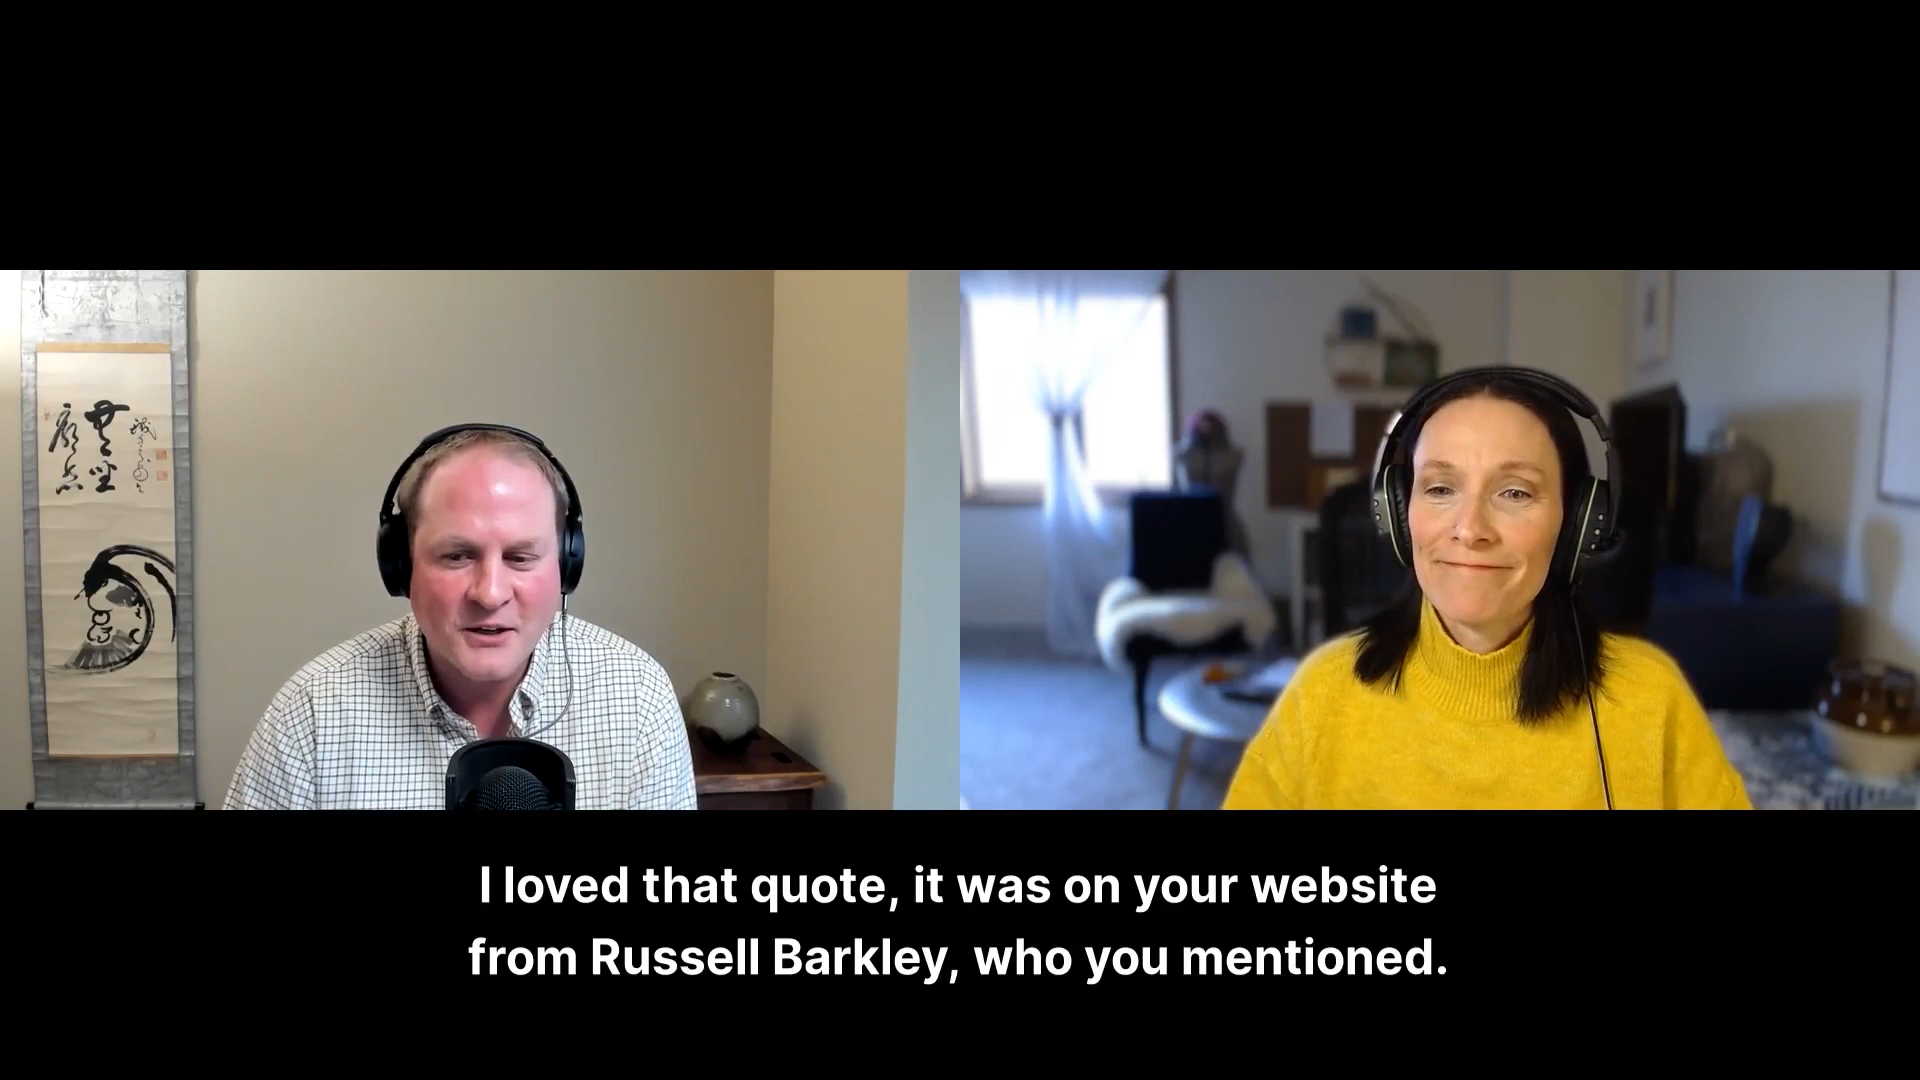 I loved that quote, it was on your website
from Russell Barkley, who you mentioned.